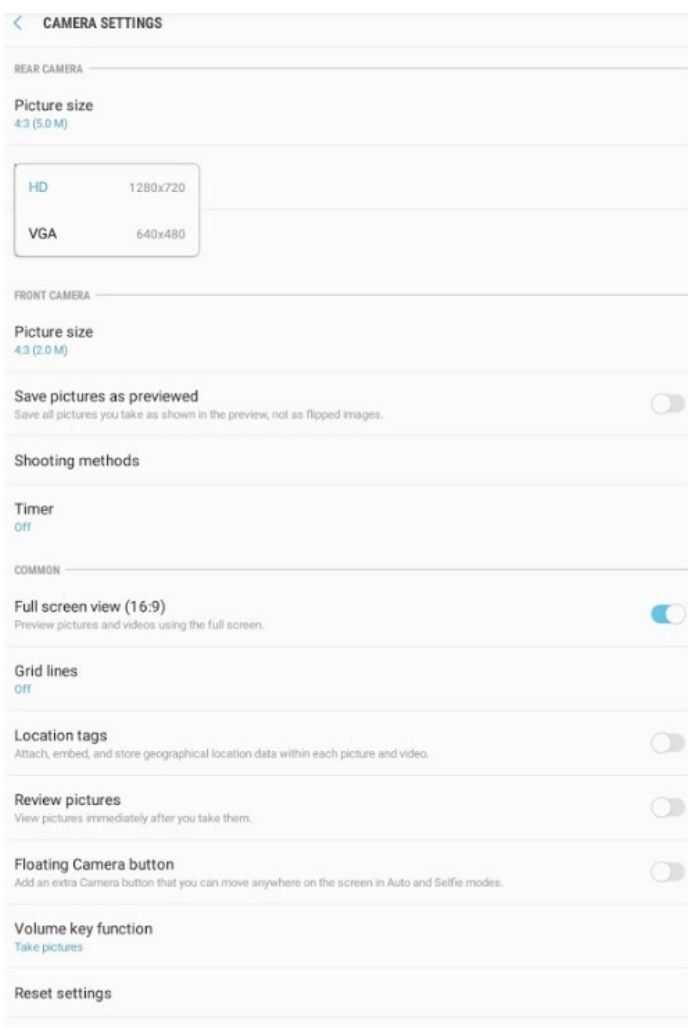 CAMERA SETTINGS
REAR CAMERA
Picture size
4:3 (5.0 M)
HD 1280x720
VGA 640x480
FRONT CAMERA
Picture size
4:3 (2.0 M)
Save pictures as previewed
Save all pictures you take as shown in the preview, not as flipped images.
Shooting methods
Timer
Off
COMMON
Full screen view (16:9)
Preview pictures and videos using the full screen.
Grid lines
Off
Location tags
Attach, embed, and store geographical location data within each picture and video.
Review pictures
View pictures immediately after you take them.
Floating Camera button
Add an extra Camera button that you can move anywhere on the screen in Auto and Selfie modes.
Volume key function
Take pictures
Reset settings